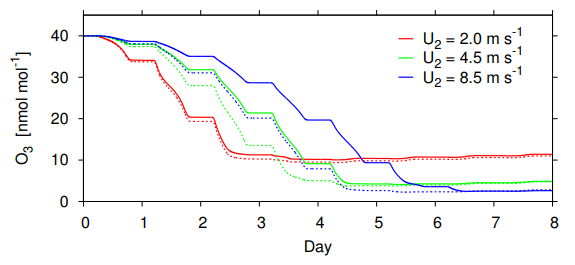 40
30
20
10
0
O₃ [nmol mol⁻¹]
U₂ = 2.0 m s⁻¹
U₂ = 4.5 m s⁻¹
U₂ = 8.5 m s⁻¹
0 1 2 3 4 5 6 7 8
Day